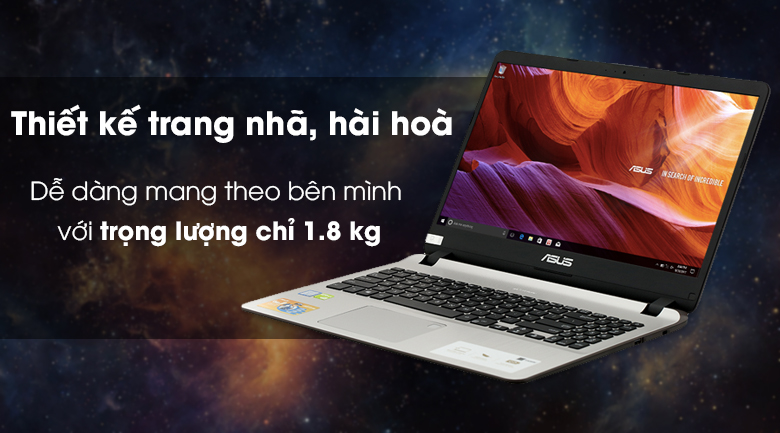 Thiết kế trang nhã, hài hoà
Dễ dàng mang theo bên mình
với trọng lượng chỉ 1.8 kg
ASUS IN SEARCH OF INCREDIBLE
ASUS